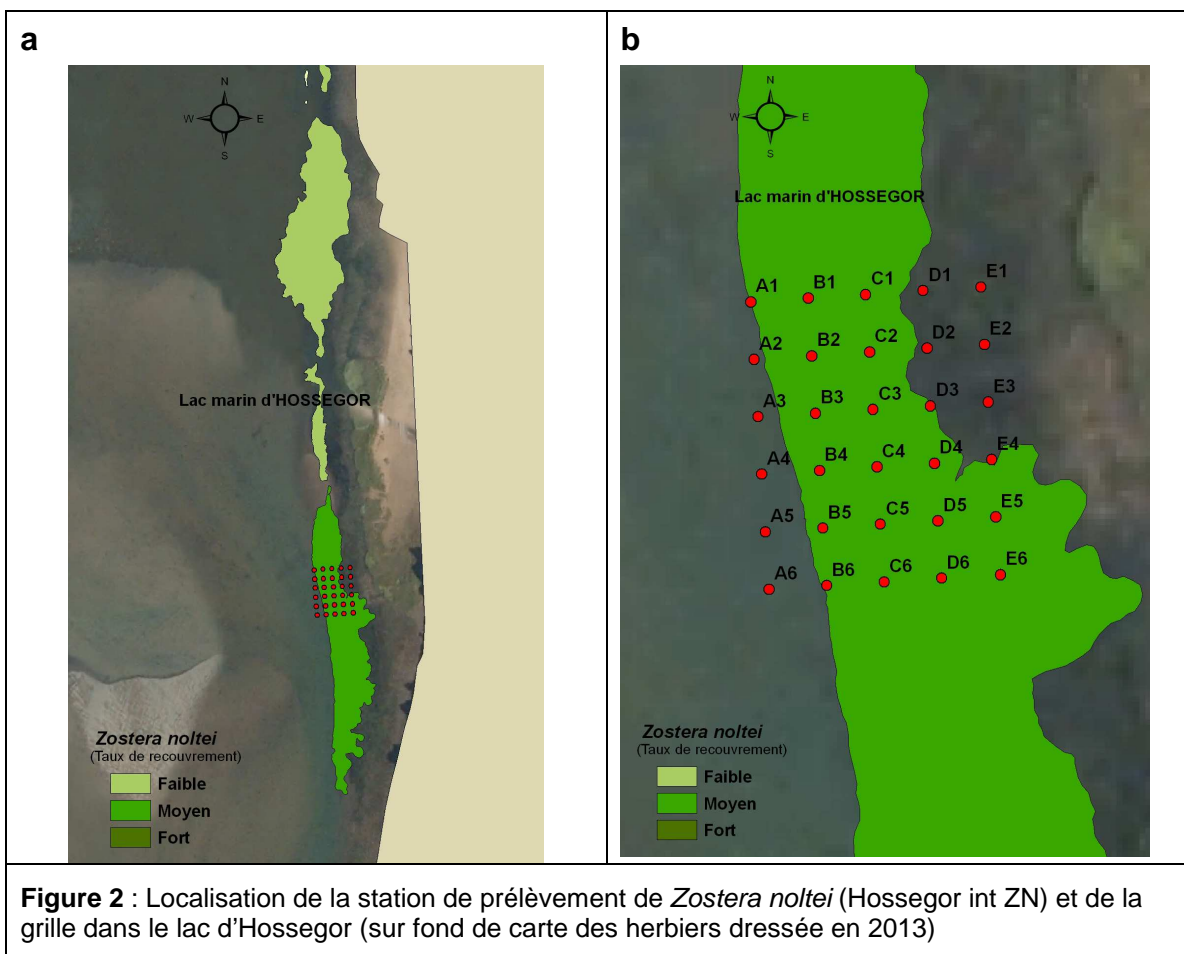 a
N
W E
S
Lac marin d'HOSSEGOR
Zostera noltei
(Taux de recouvrement)
Faible
Moyen
Fort
b
N
W E
S
Lac marin d'HOSSEGOR
A1 B1 C1 D1 E1
A2 B2 C2 D2 E2
A3 B3 C3 D3 E3
A4 B4 C4 D4 E4
A5 B5 C5 D5 E5
A6 B6 C6 D6 E6
Zostera noltei
(Taux de recouvrement)
Faible
Moyen
Fort
Figure 2 : Localisation de la station de prélèvement de Zostera noltei (Hossegor int ZN) et de la
grille dans le lac d'Hossegor (sur fond de carte des herbiers dressée en 2013)